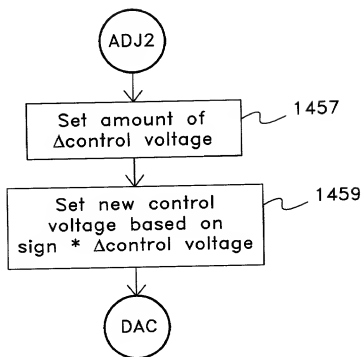 ADJ2
Set amount of
Δcontrol voltage
1457
Set new control
voltage based on
sign * Δcontrol voltage
1459
DAC